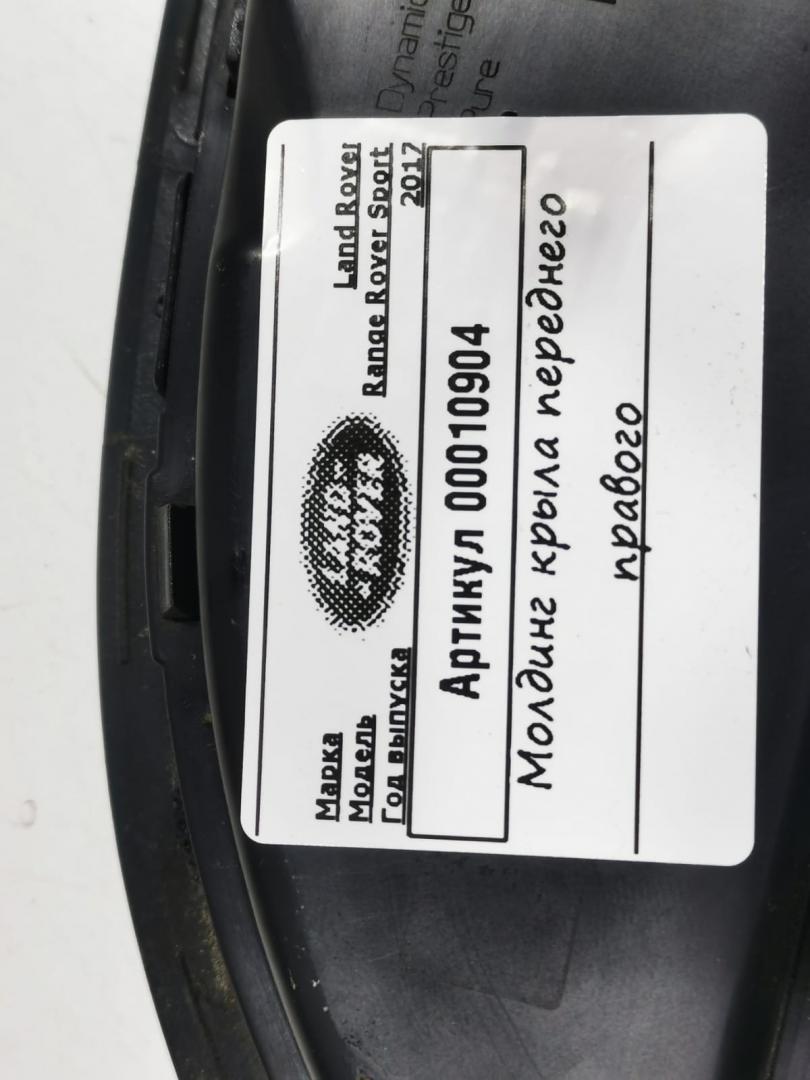 Dynamic
Prestige
Pure
Марка Land Rover
Модель Range Rover Sport
Год выпуска 2017
LAND
ROVER
Артикул 00010904
Молдинг крыла переднего
правого